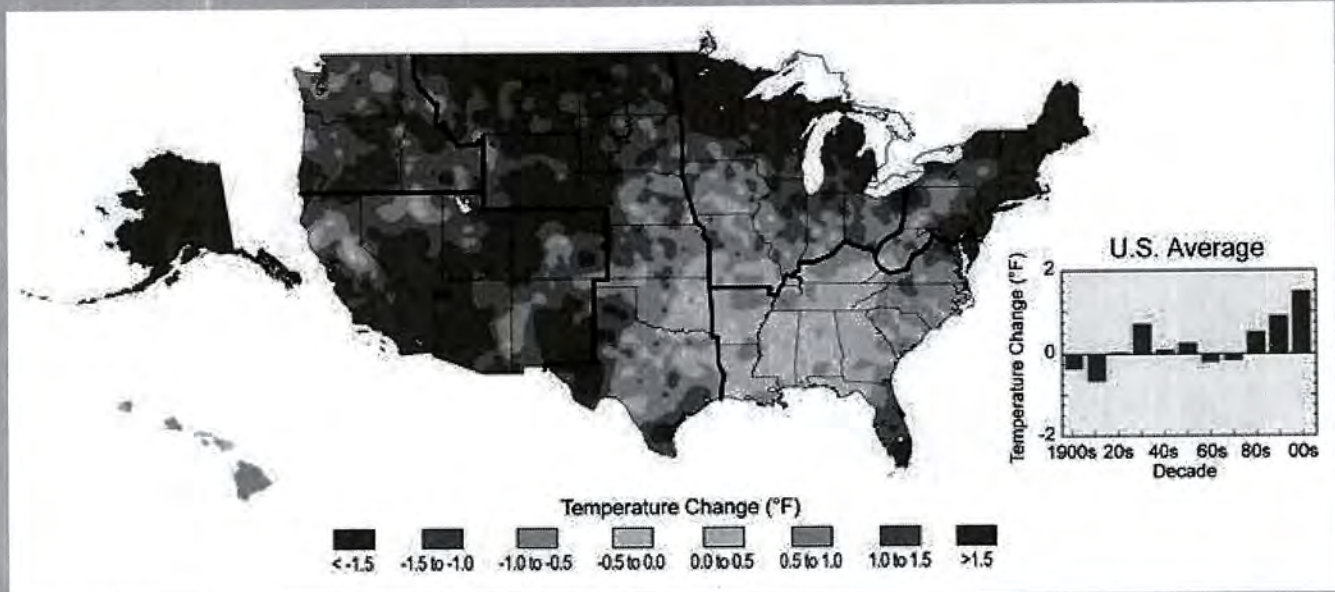 U.S. Average
Temperature Change (°F)
2
0
-2
1900s 20s 40s 60s 80s 00s
Decade
Temperature Change (°F)
< -1.5 -1.5 to -1.0 -1.0 to -0.5 -0.5 to 0.0 0.0 to 0.5 0.5 to 1.0 1.0 to 1.5 >1.5